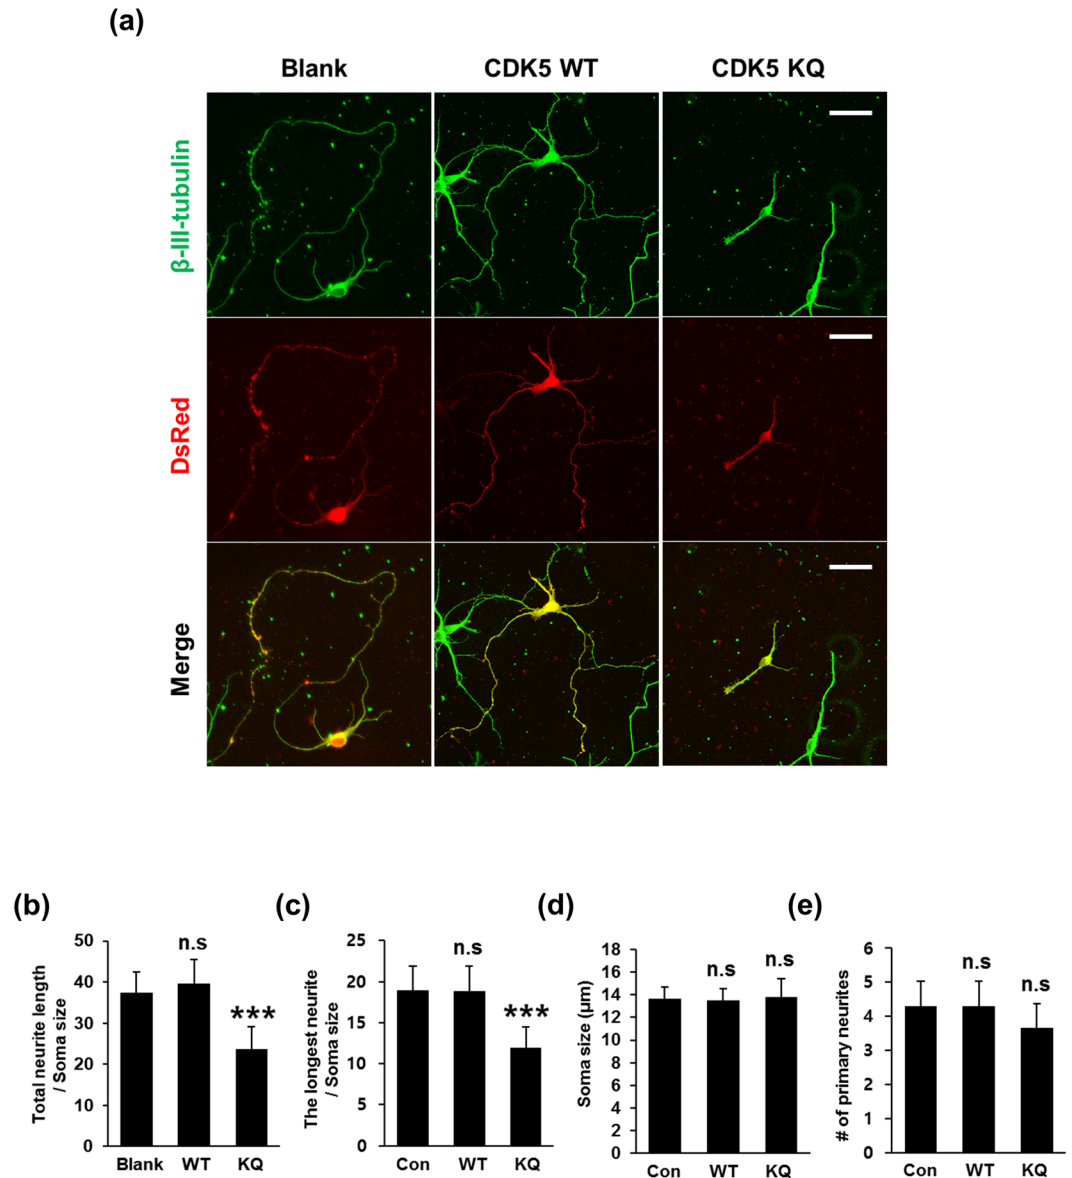 (a)
Blank CDK5 WT CDK5 KQ
β-III-tubulin
DsRed
Merge
(b)
Total neurite length
/ Soma size
50
40
30
20
10
0
n.s
***
Blank WT KQ
(c)
The longest neurite
/ Soma size
25
20
15
10
5
0
n.s
***
Con WT KQ
(d)
Soma size (μm)
18
16
14
12
10
8
6
4
2
0
n.s
n.s
Con WT KQ
(e)
# of primary neurites
6
5
4
3
2
1
0
n.s
n.s
Con WT KQ